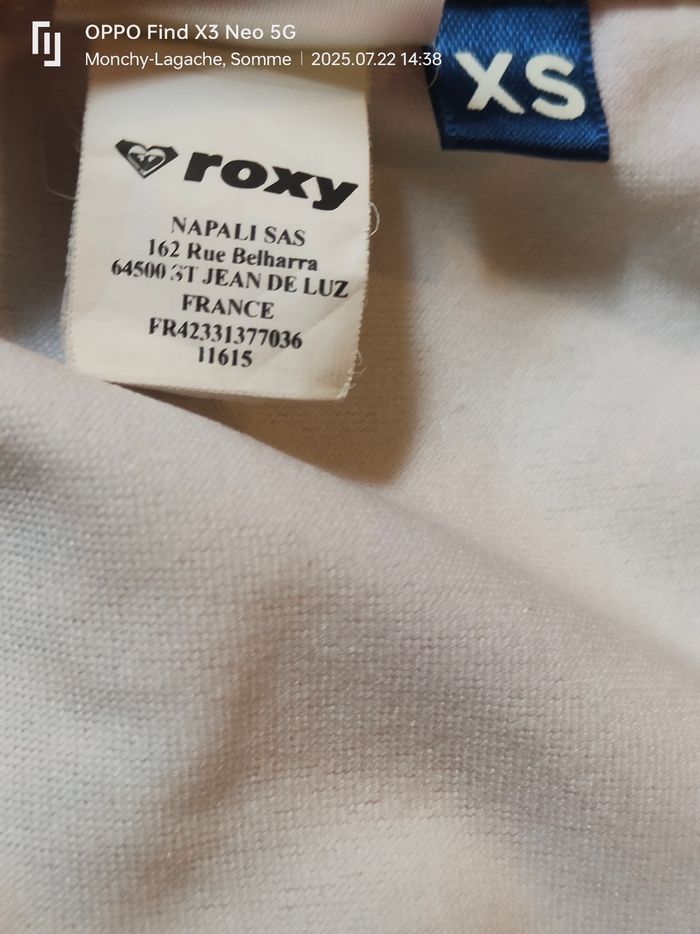 OPPO Find X3 Neo 5G
Monchy-Lagache, Somme | 2025.07.22 14:38
XS
roxy
NAPALI SAS
162 Rue Belharra
64500 ST JEAN DE LUZ
FRANCE
FR42331377036
11615